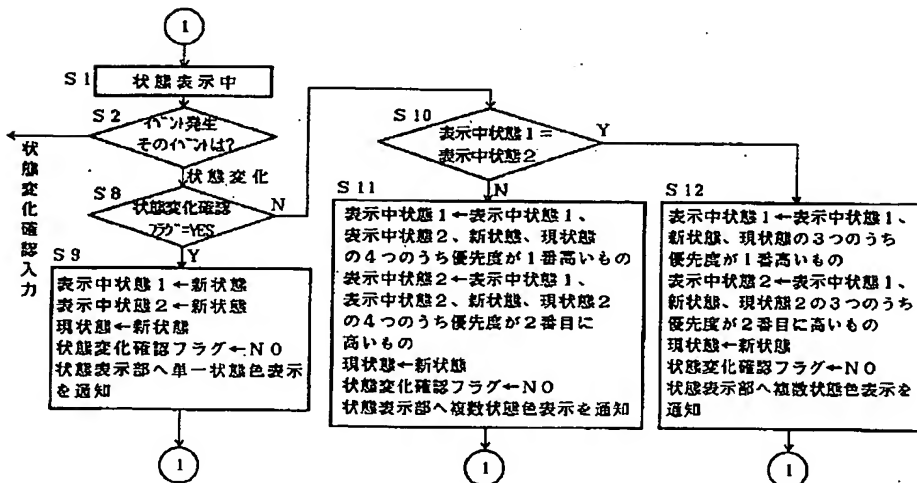 1
S1
状態表示中
S2
イベント発生
そのイベントは?
状態変化確認入力
状態変化
S8
状態変化確認
フラグ=YES
N
Y
S9
表示中状態1←新状態
表示中状態2←新状態
現状態←新状態
状態変化確認フラグ←NO
状態表示部へ単一状態色表示
を通知
1
S10
表示中状態1=
表示中状態2
Y
N
S11
表示中状態1←表示中状態1、
表示中状態2、新状態、現状態
の4つのうち優先度が1番高いもの
表示中状態2←表示中状態1、
表示中状態2、新状態、現状態2
の4つのうち優先度が2番目に
高いもの
現状態←新状態
状態変化確認フラグ←NO
状態表示部へ複数状態色表示を通知
1
S12
表示中状態1←表示中状態1、
新状態、現状態の3つのうち
優先度が1番高いもの
表示中状態2←表示中状態1、
新状態、現状態2の3つのうち
優先度が2番目に高いもの
現状態←新状態
状態変化確認フラグ←NO
状態表示部へ複数状態色表示を
通知
1